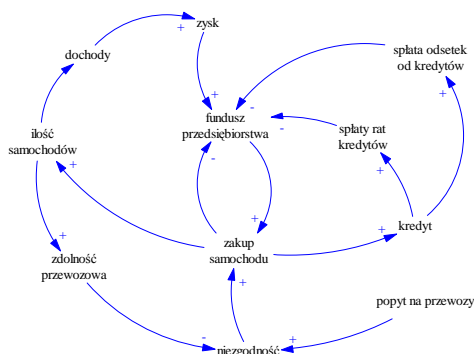 zysk
+
dochody
spłata odsetek
od kredytów
+
+
-
fundusz
przedsiębiorstwa
-
spłaty rat
kredytów
ilość
samochodów
+
-
+
+
+
+
kredyt
zakup
samochodu
+
zdolność
przewozowa
+
popyt na przewozy
-
niezgodność
+